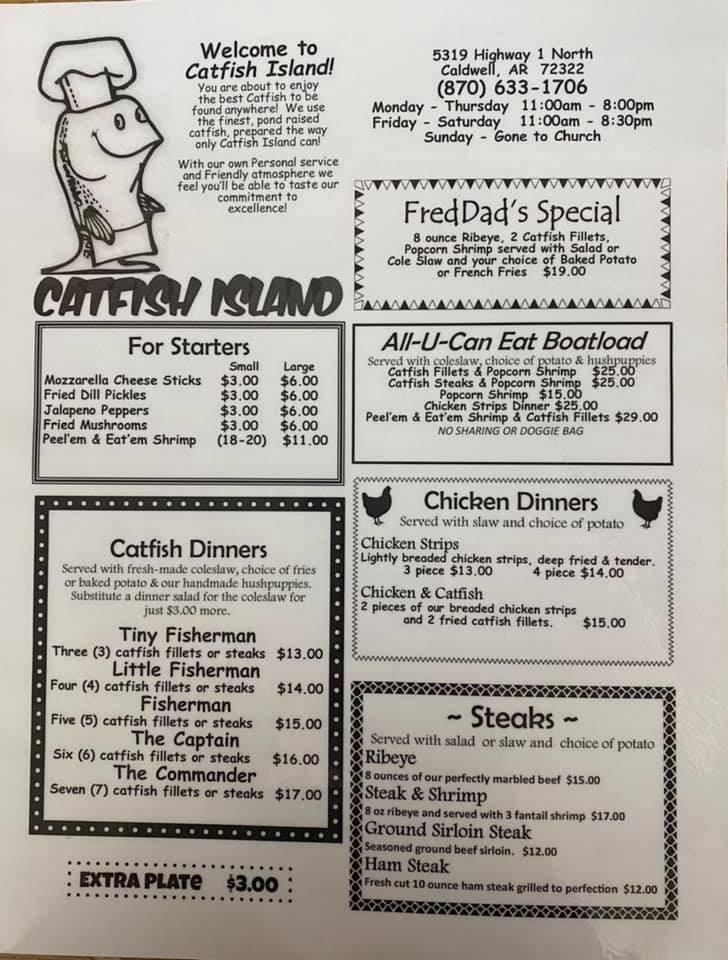 Welcome to
Catfish Island!
You are about to enjoy
the best Catfish to be
found anywhere! We use
the finest, pond raised
catfish, prepared the way
only Catfish Island can!
With our own Personal service
and Friendly atmosphere we
feel you'll be able to taste our
commitment to
excellence!
CATFISH ISLAND
5319 Highway 1 North
Caldwell, AR 72322
(870) 633-1706
Monday - Thursday 11:00am - 8:00pm
Friday - Saturday 11:00am - 8:30pm
Sunday - Gone to Church
FredDad's Special
8 ounce Ribeye, 2 Catfish Fillets,
Popcorn Shrimp served with Salad or
Cole Slaw and your choice of Baked Potato
or French Fries $19.00
For Starters
Small Large
Mozzarella Cheese Sticks $3.00 $6.00
Fried Dill Pickles $3.00 $6.00
Jalapeno Peppers $3.00 $6.00
Fried Mushrooms $3.00 $6.00
Peel'em & Eat'em Shrimp (18-20) $11.00
All-U-Can Eat Boatload
Served with coleslaw, choice of potato & hushpuppies
Catfish Fillets & Popcorn Shrimp $25.00
Catfish Steaks & Popcorn Shrimp $25.00
Popcorn Shrimp $15.00
Chicken Strips Dinner $25.00
Peel'em & Eat'em Shrimp & Catfish Fillets $29.00
NO SHARING OR DOGGIE BAG
Catfish Dinners
Served with fresh-made coleslaw, choice of fries
or baked potato & our handmade hushpuppies.
Substitute a dinner salad for the coleslaw for
just $3.00 more.
Tiny Fisherman
Three (3) catfish fillets or steaks $13.00
Little Fisherman
Four (4) catfish fillets or steaks $14.00
Fisherman
Five (5) catfish fillets or steaks $15.00
The Captain
Six (6) catfish fillets or steaks $16.00
The Commander
Seven (7) catfish fillets or steaks $17.00
EXTRA PLATE $3.00
Chicken Dinners
Served with slaw and choice of potato
Chicken Strips
Lightly breaded chicken strips, deep fried & tender.
3 piece $13.00 4 piece $14.00
Chicken & Catfish
2 pieces of our breaded chicken strips
and 2 fried catfish fillets. $15.00
~ Steaks ~
Served with salad or slaw and choice of potato
Ribeye
8 ounces of our perfectly marbled beef $15.00
Steak & Shrimp
8 oz ribeye and served with 3 fantail shrimp $17.00
Ground Sirloin Steak
Seasoned ground beef sirloin. $12.00
Ham Steak
Fresh cut 10 ounce ham steak grilled to perfection $12.00